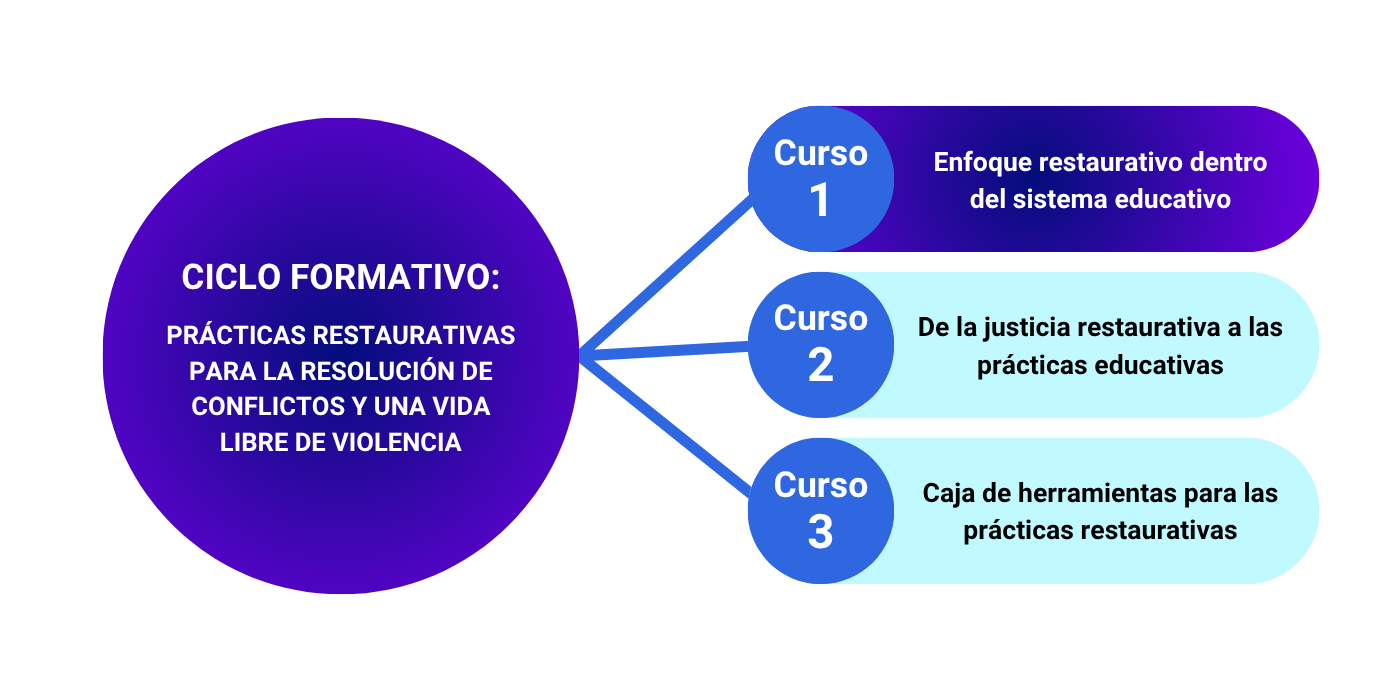 CICLO FORMATIVO:
PRÁCTICAS RESTAURATIVAS
PARA LA RESOLUCIÓN DE
CONFLICTOS Y UNA VIDA
LIBRE DE VIOLENCIA
Curso
1
Enfoque restaurativo dentro
del sistema educativo
Curso
2
De la justicia restaurativa a las
prácticas educativas
Curso
3
Caja de herramientas para las
prácticas restaurativas